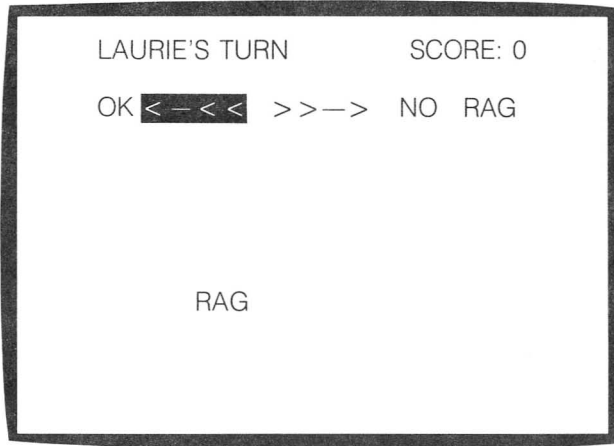 LAURIE'S TURN SCORE: 0
OK <–<< >>–> NO RAG
RAG